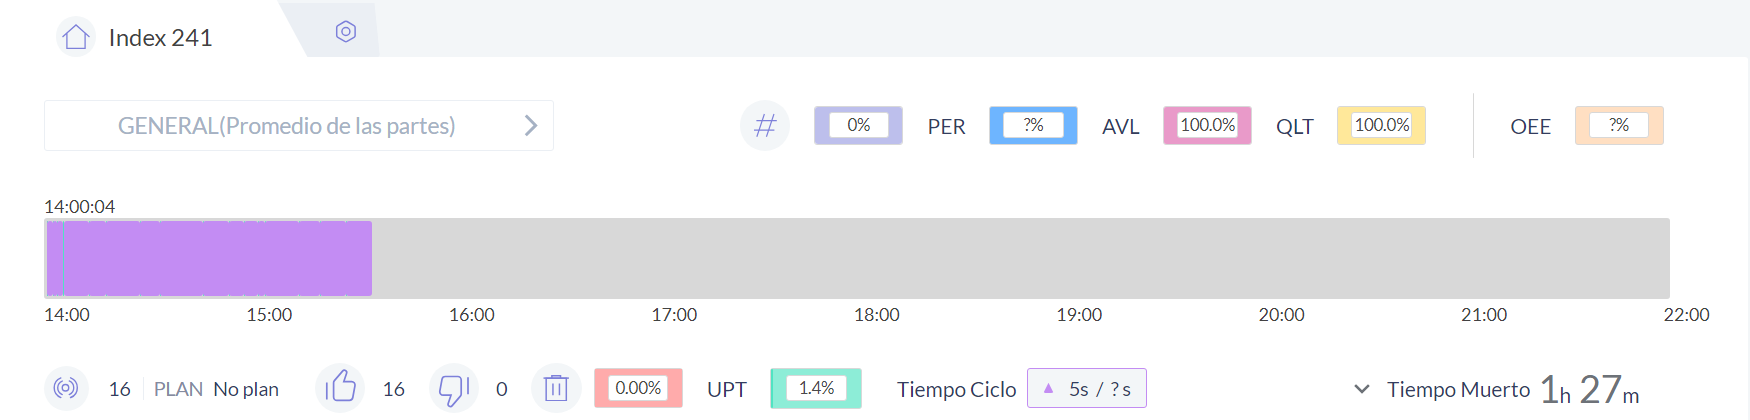 Index 241
GENERAL(Promedio de las partes)
# 0% PER ?% AVL 100.0% QLT 100.0% OEE ?%
14:00:04
14:00 15:00 16:00 17:00 18:00 19:00 20:00 21:00 22:00
16 PLAN No plan 16 0 0.00% UPT 1.4% Tiempo Ciclo 5s / ? s Tiempo Muerto 1h 27m